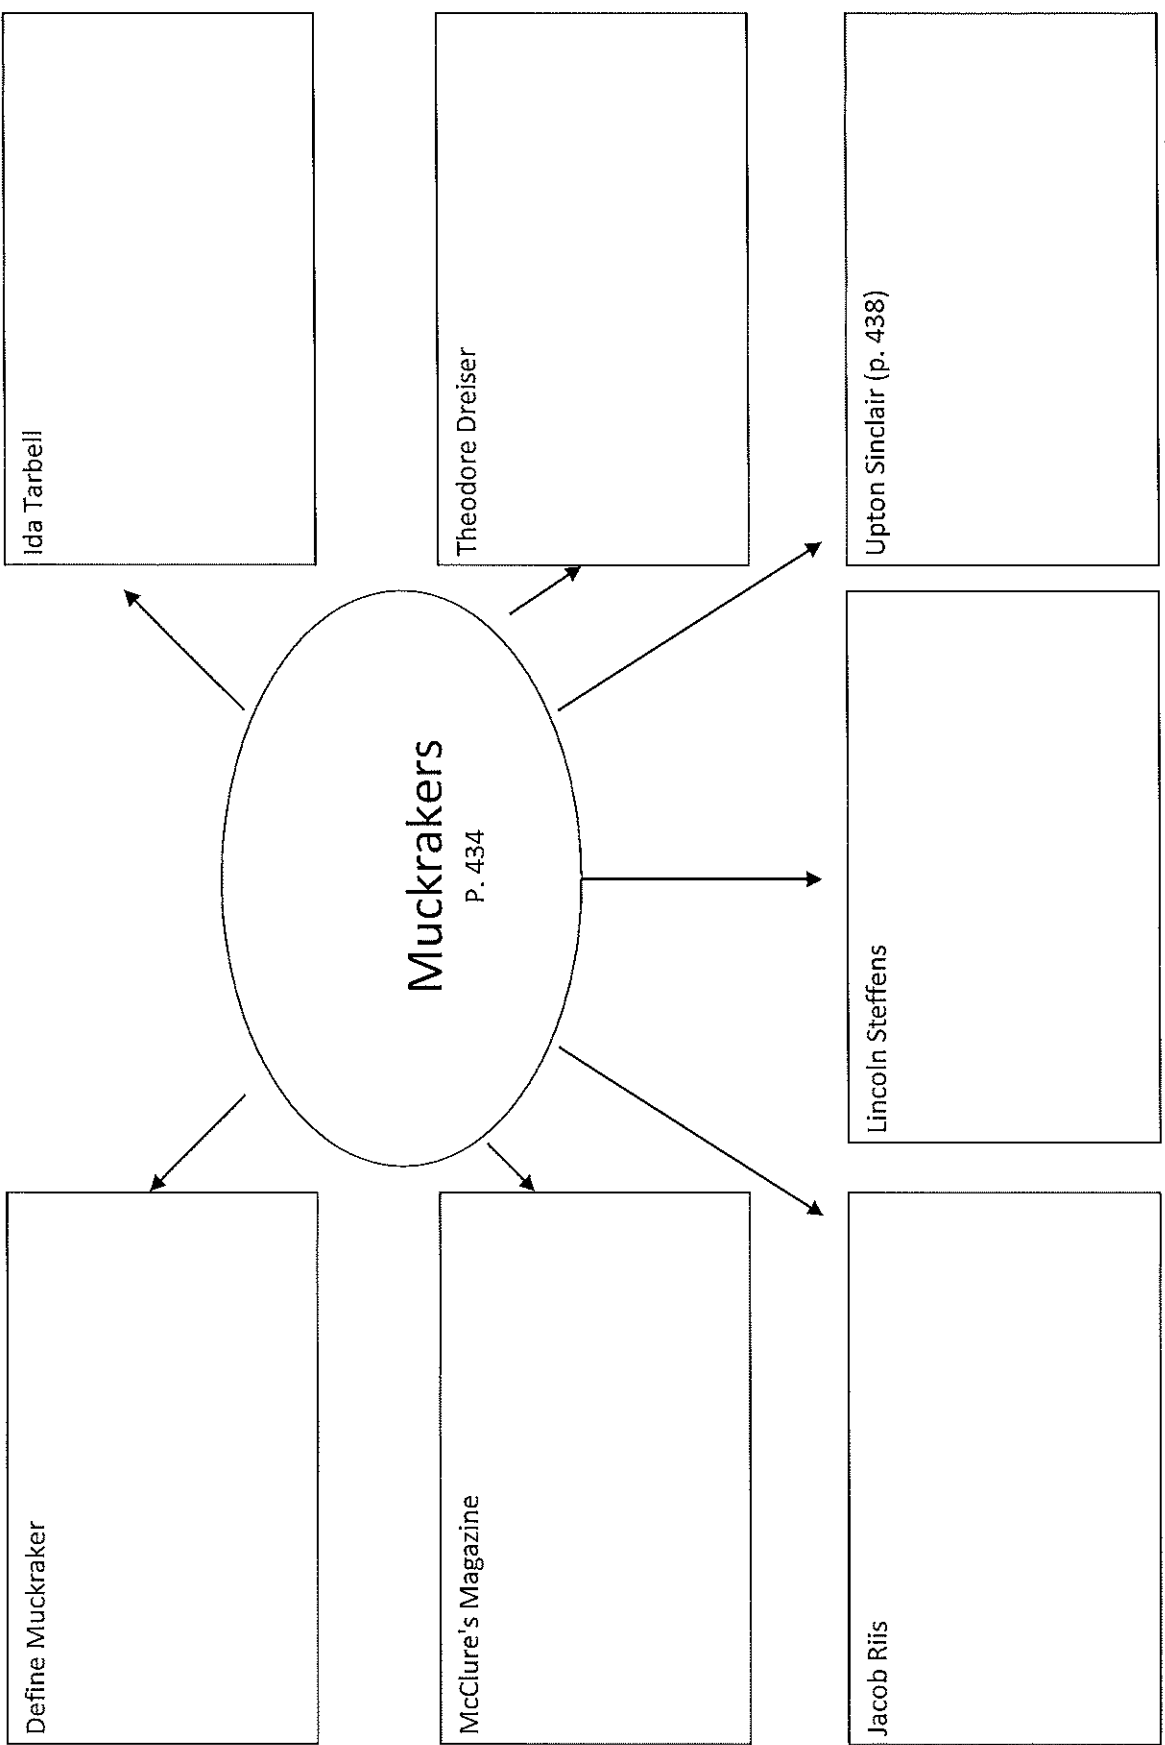 Define Muckraker
Ida Tarbell
Muckrakers
P. 434
McClure's Magazine
Theodore Dreiser
Jacob Riis
Lincoln Steffens
Upton Sinclair (p. 438)